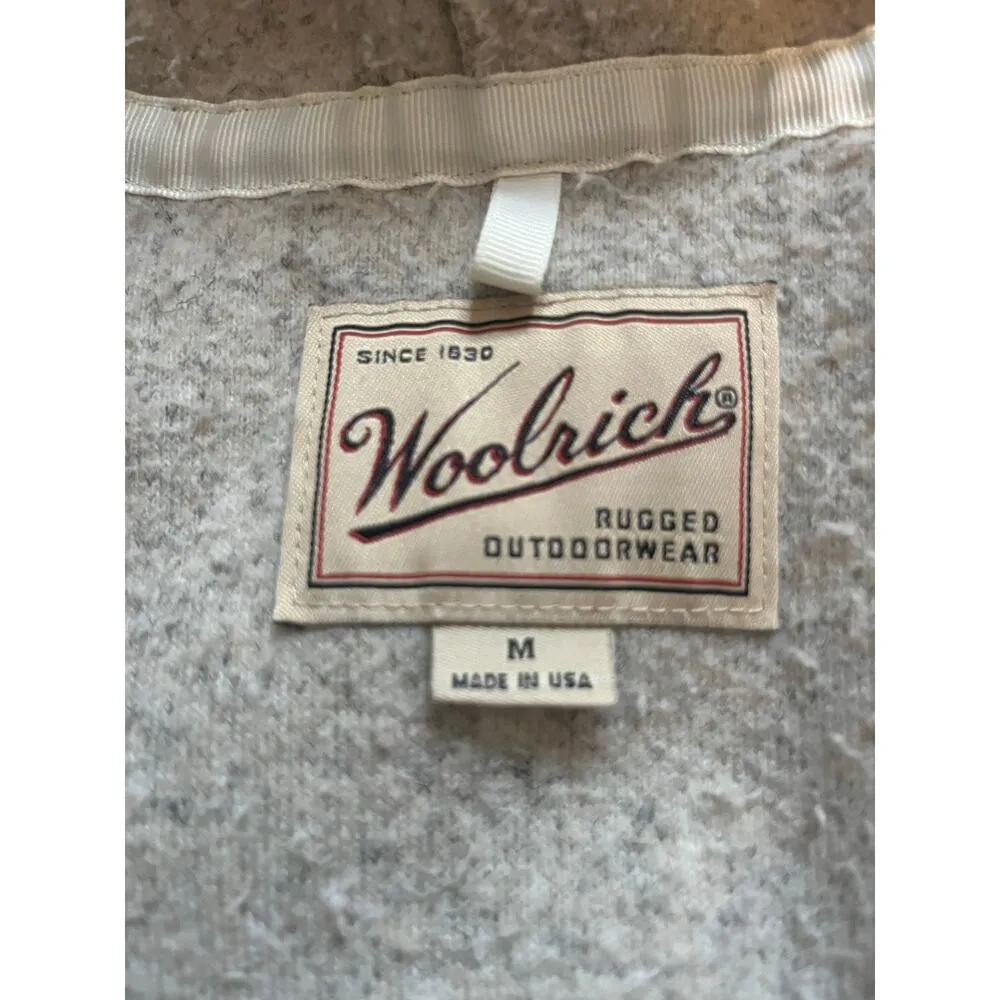 SINCE 1830
Woolrich®
RUGGED
OUTDOORWEAR
M
MADE IN USA